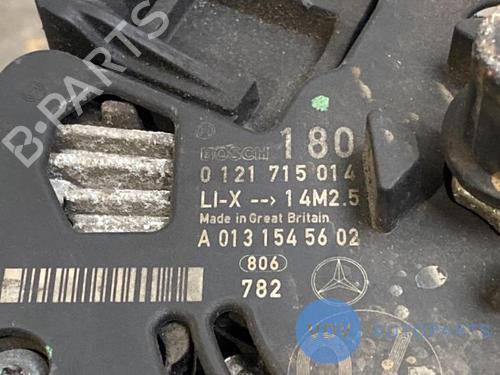 B-PARTS
BOSCH 180
0 121 715 014
LI-X --> 14M2.5
Made in Great Britain
A 013 154 56 02
806
782